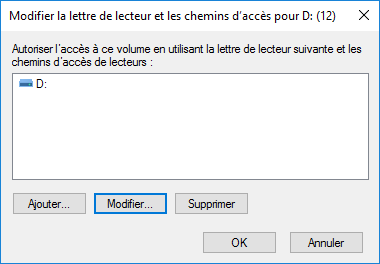 Modifier la lettre de lecteur et les chemins d'accès pour D: (12)
Autoriser l'accès à ce volume en utilisant la lettre de lecteur suivante et les
chemins d'accès de lecteurs :
D:
Ajouter... Modifier... Supprimer
OK Annuler